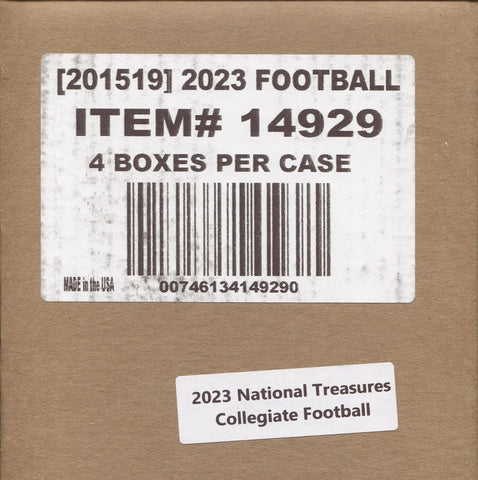 [201519] 2023 FOOTBALL
ITEM# 14929
4 BOXES PER CASE
MADE in the USA
00746134149290
2023 National Treasures
Collegiate Football